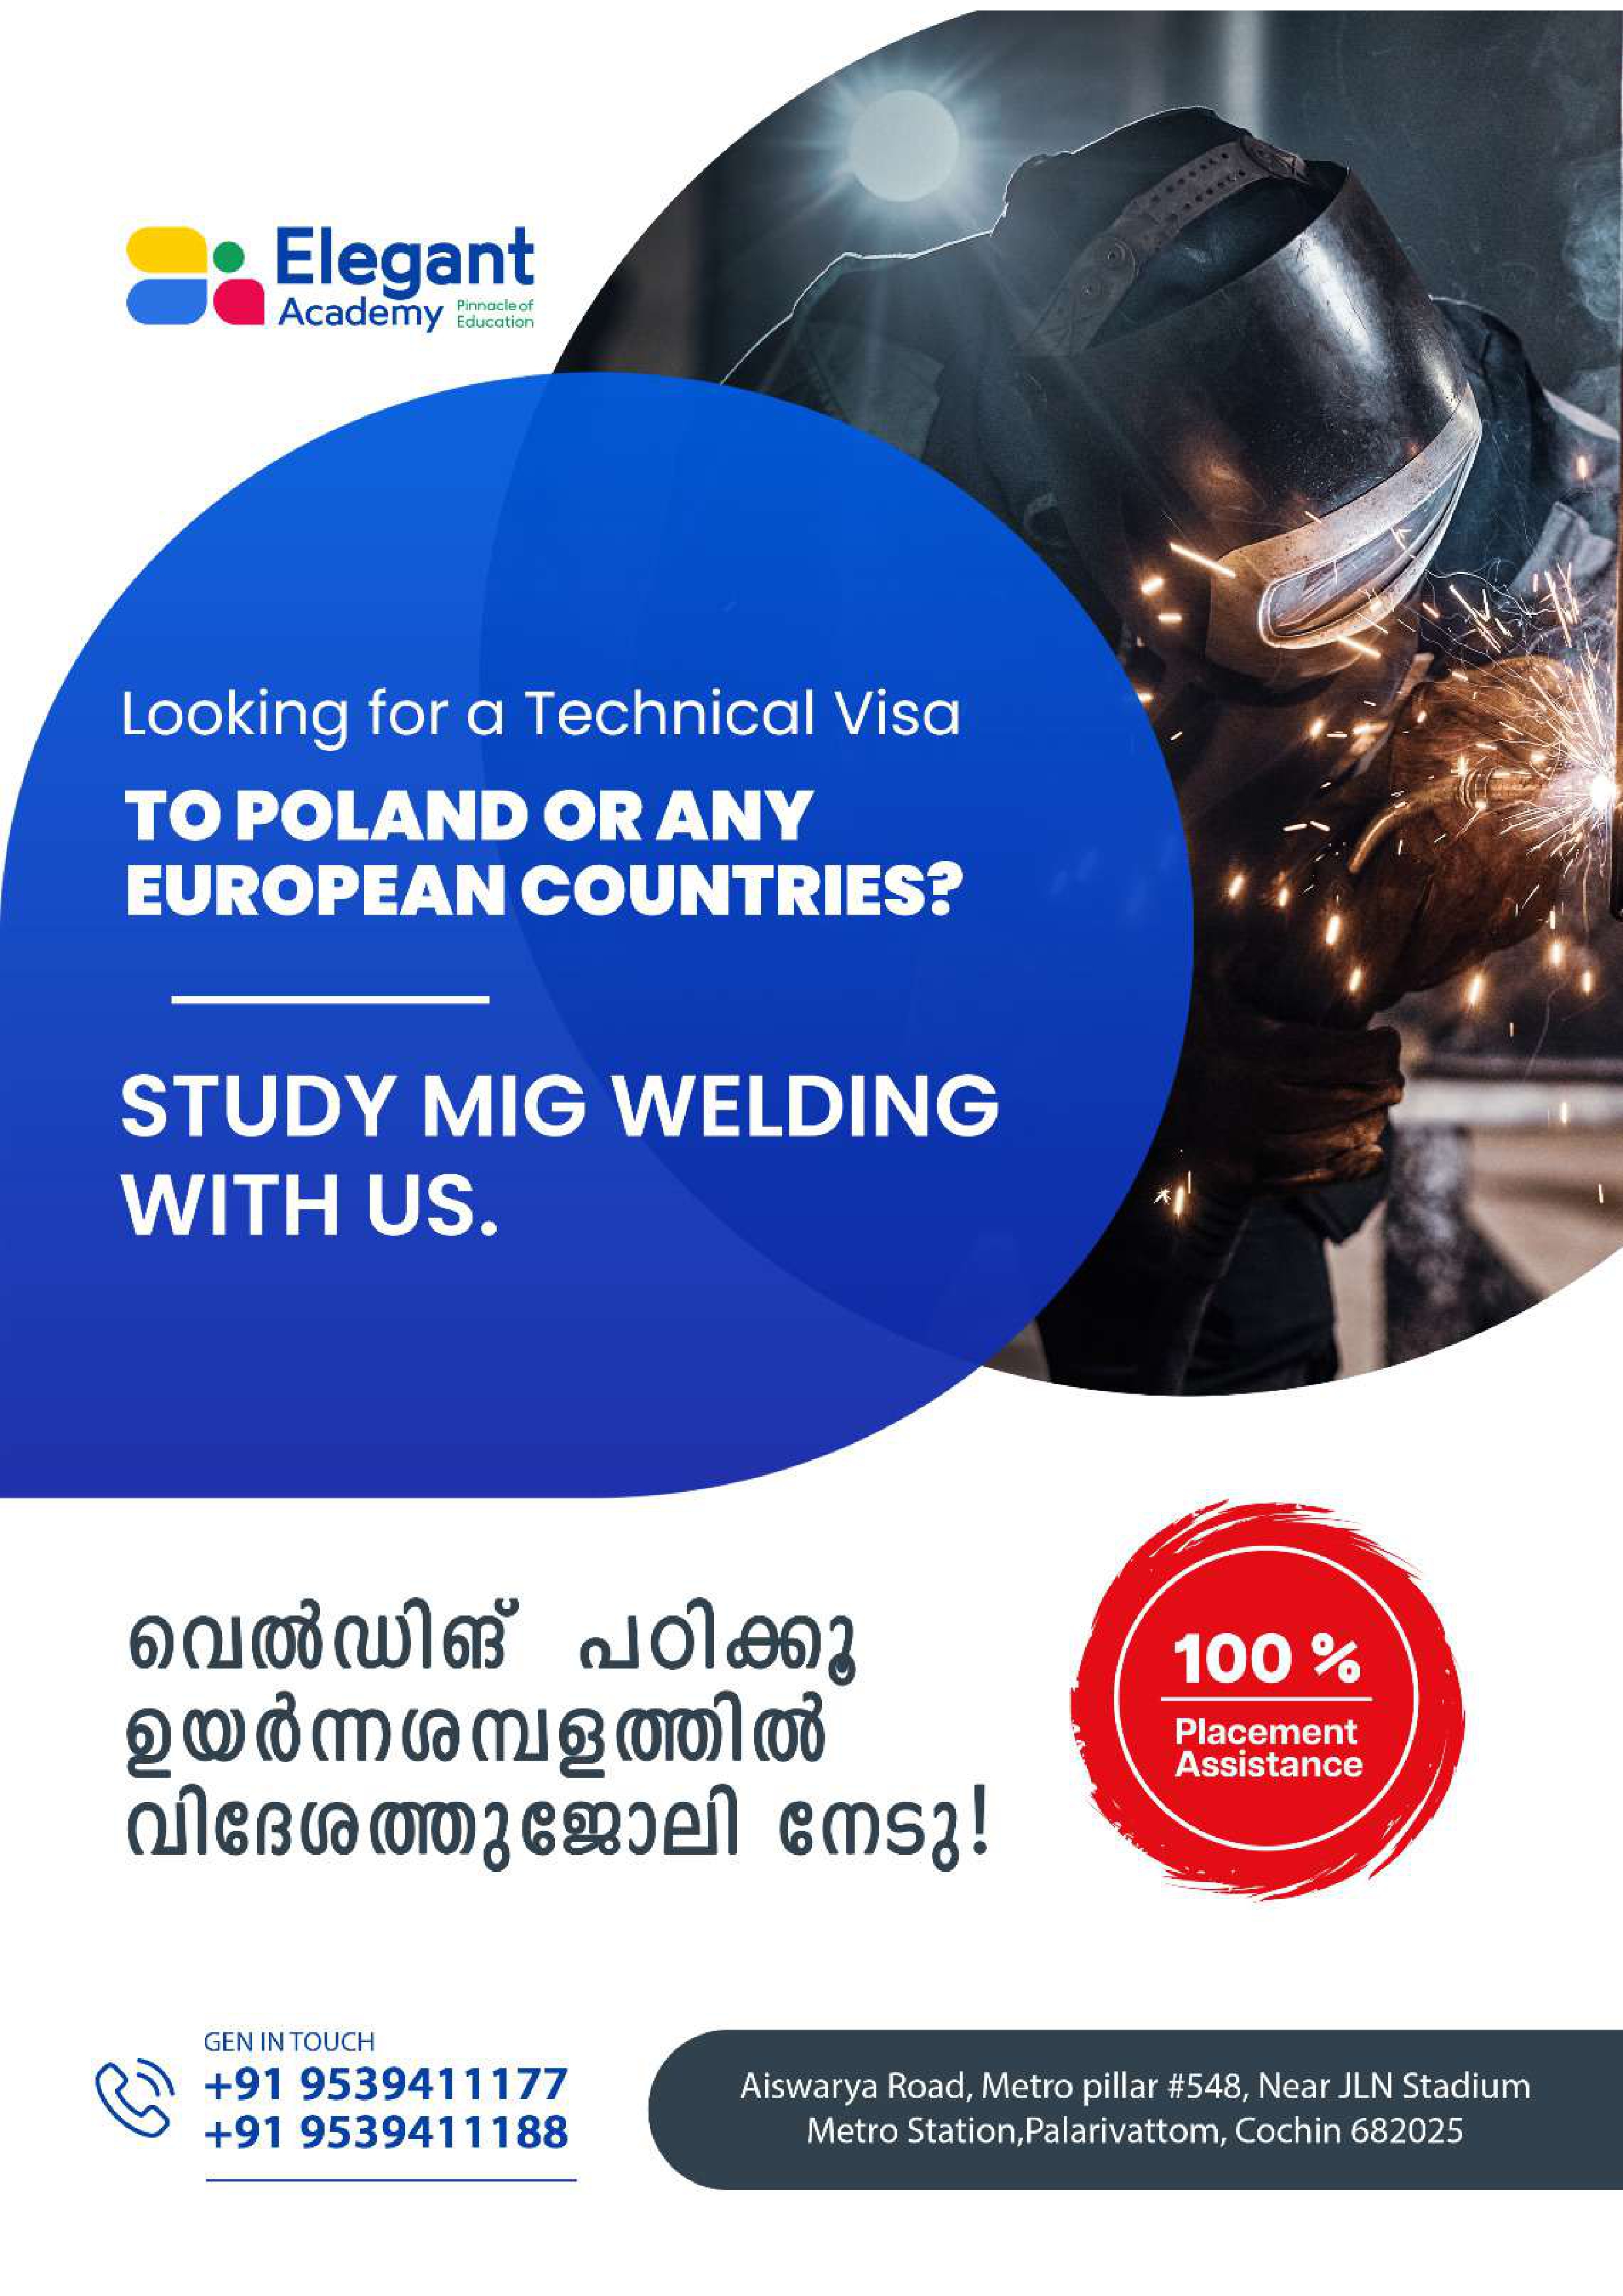 Elegant
Academy
Pinnacle of
Education
Looking for a Technical Visa
TO POLAND OR ANY
EUROPEAN COUNTRIES?
STUDY MIG WELDING
WITH US.
വെൽഡിങ് പഠിക്കൂ
ഉയർന്നശമ്പളത്തിൽ
വിദേശത്തുജോലി നേടു!
100 %
Placement
Assistance
GEN IN TOUCH
+91 9539411177
+91 9539411188
Aiswarya Road, Metro pillar #548, Near JLN Stadium
Metro Station,Palarivattom, Cochin 682025